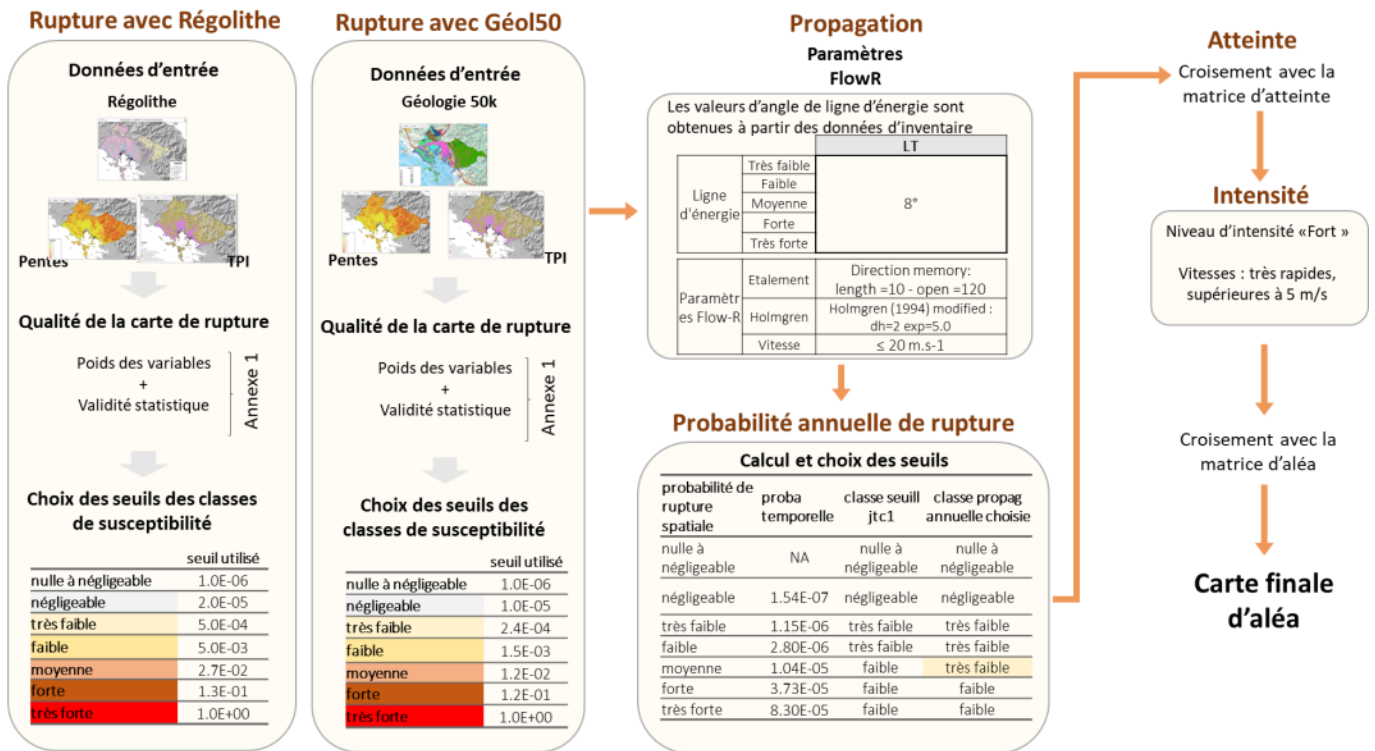 Rupture avec Régolithe
Données d'entrée
Régolithe
Pentes
TPI
Qualité de la carte de rupture
Poids des variables
+
Validité statistique
Annexe 1
Choix des seuils des classes
de susceptibilité
seuil utilisé
nulle à négligeable 1.0E-06
négligeable 2.0E-05
très faible 5.0E-04
faible 5.0E-03
moyenne 2.7E-02
forte 1.3E-01
très forte 1.0E+00
Rupture avec Géol50
Données d'entrée
Géologie 50k
Pentes
TPI
Qualité de la carte de rupture
Poids des variables
+
Validité statistique
Annexe 1
Choix des seuils des
classes de susceptibilité
seuil utilisé
nulle à négligeable 1.0E-06
négligeable 1.0E-05
très faible 2.4E-04
faible 1.5E-03
moyenne 1.2E-02
forte 1.2E-01
très forte 1.0E+00
Propagation
Paramètres
FlowR
Les valeurs d'angle de ligne d'énergie sont
obtenues à partir des données d'inventaire
LT
Ligne
d'énergie
Très faible
Faible
Moyenne
Forte
Très forte
8°
Paramètr
es Flow-R
Etalement
Direction memory:
length =10 - open =120
Holmgren
Holmgren (1994) modified :
dh=2 exp=5.0
Vitesse
≤ 20 m.s-1
Probabilité annuelle de rupture
Calcul et choix des seuils
probabilité de
rupture
spatiale
proba
temporelle
classe seuill
jtc1
classe propag
annuelle choisie
nulle à
négligeable
NA
nulle à
négligeable
nulle à
négligeable
négligeable 1.54E-07 négligeable négligeable
très faible 1.15E-06 très faible très faible
faible 2.80E-06 très faible très faible
moyenne 1.04E-05 faible très faible
forte 3.73E-05 faible faible
très forte 8.30E-05 faible faible
Atteinte
Croisement avec la
matrice d'atteinte
Intensité
Niveau d'intensité «Fort »
Vitesses : très rapides,
supérieures à 5 m/s
Croisement avec la
matrice d'aléa
Carte finale
d'aléa